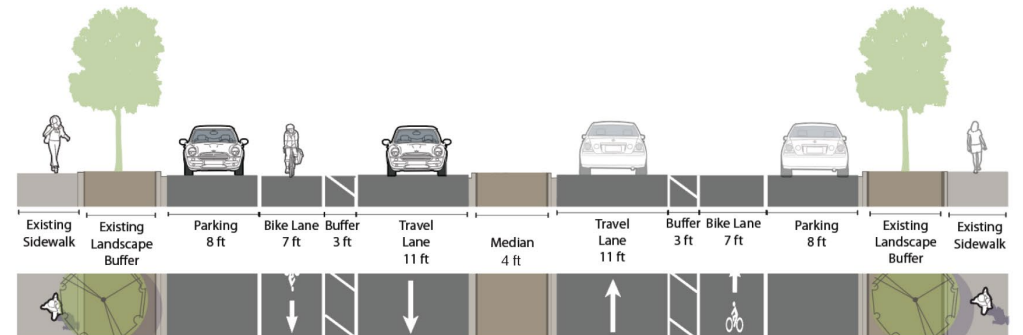 Existing
Sidewalk
Existing
Landscape
Buffer
Parking
8 ft
Bike Lane
7 ft
Buffer
3 ft
Travel
Lane
11 ft
Median
4 ft
Travel
Lane
11 ft
Buffer
3 ft
Bike Lane
7 ft
Parking
8 ft
Existing
Landscape
Buffer
Existing
Sidewalk